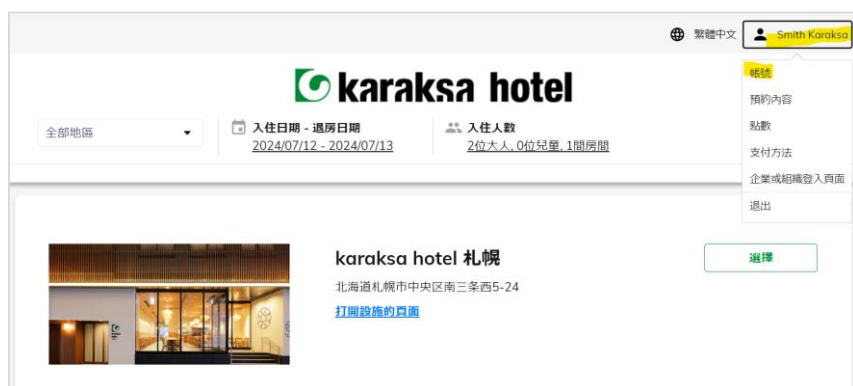 繁體中文 Smith Karaksa
karaksa hotel
帳號
預約內容
點數
支付方法
企業或組織登入頁面
退出
全部地區
入住日期 - 退房日期
2024/07/12 - 2024/07/13
入住人數
2位大人, 0位兒童, 1間房間
karaksa hotel 札幌
北海道札幌市中央区南三条西5-24
打開設施的頁面
選擇